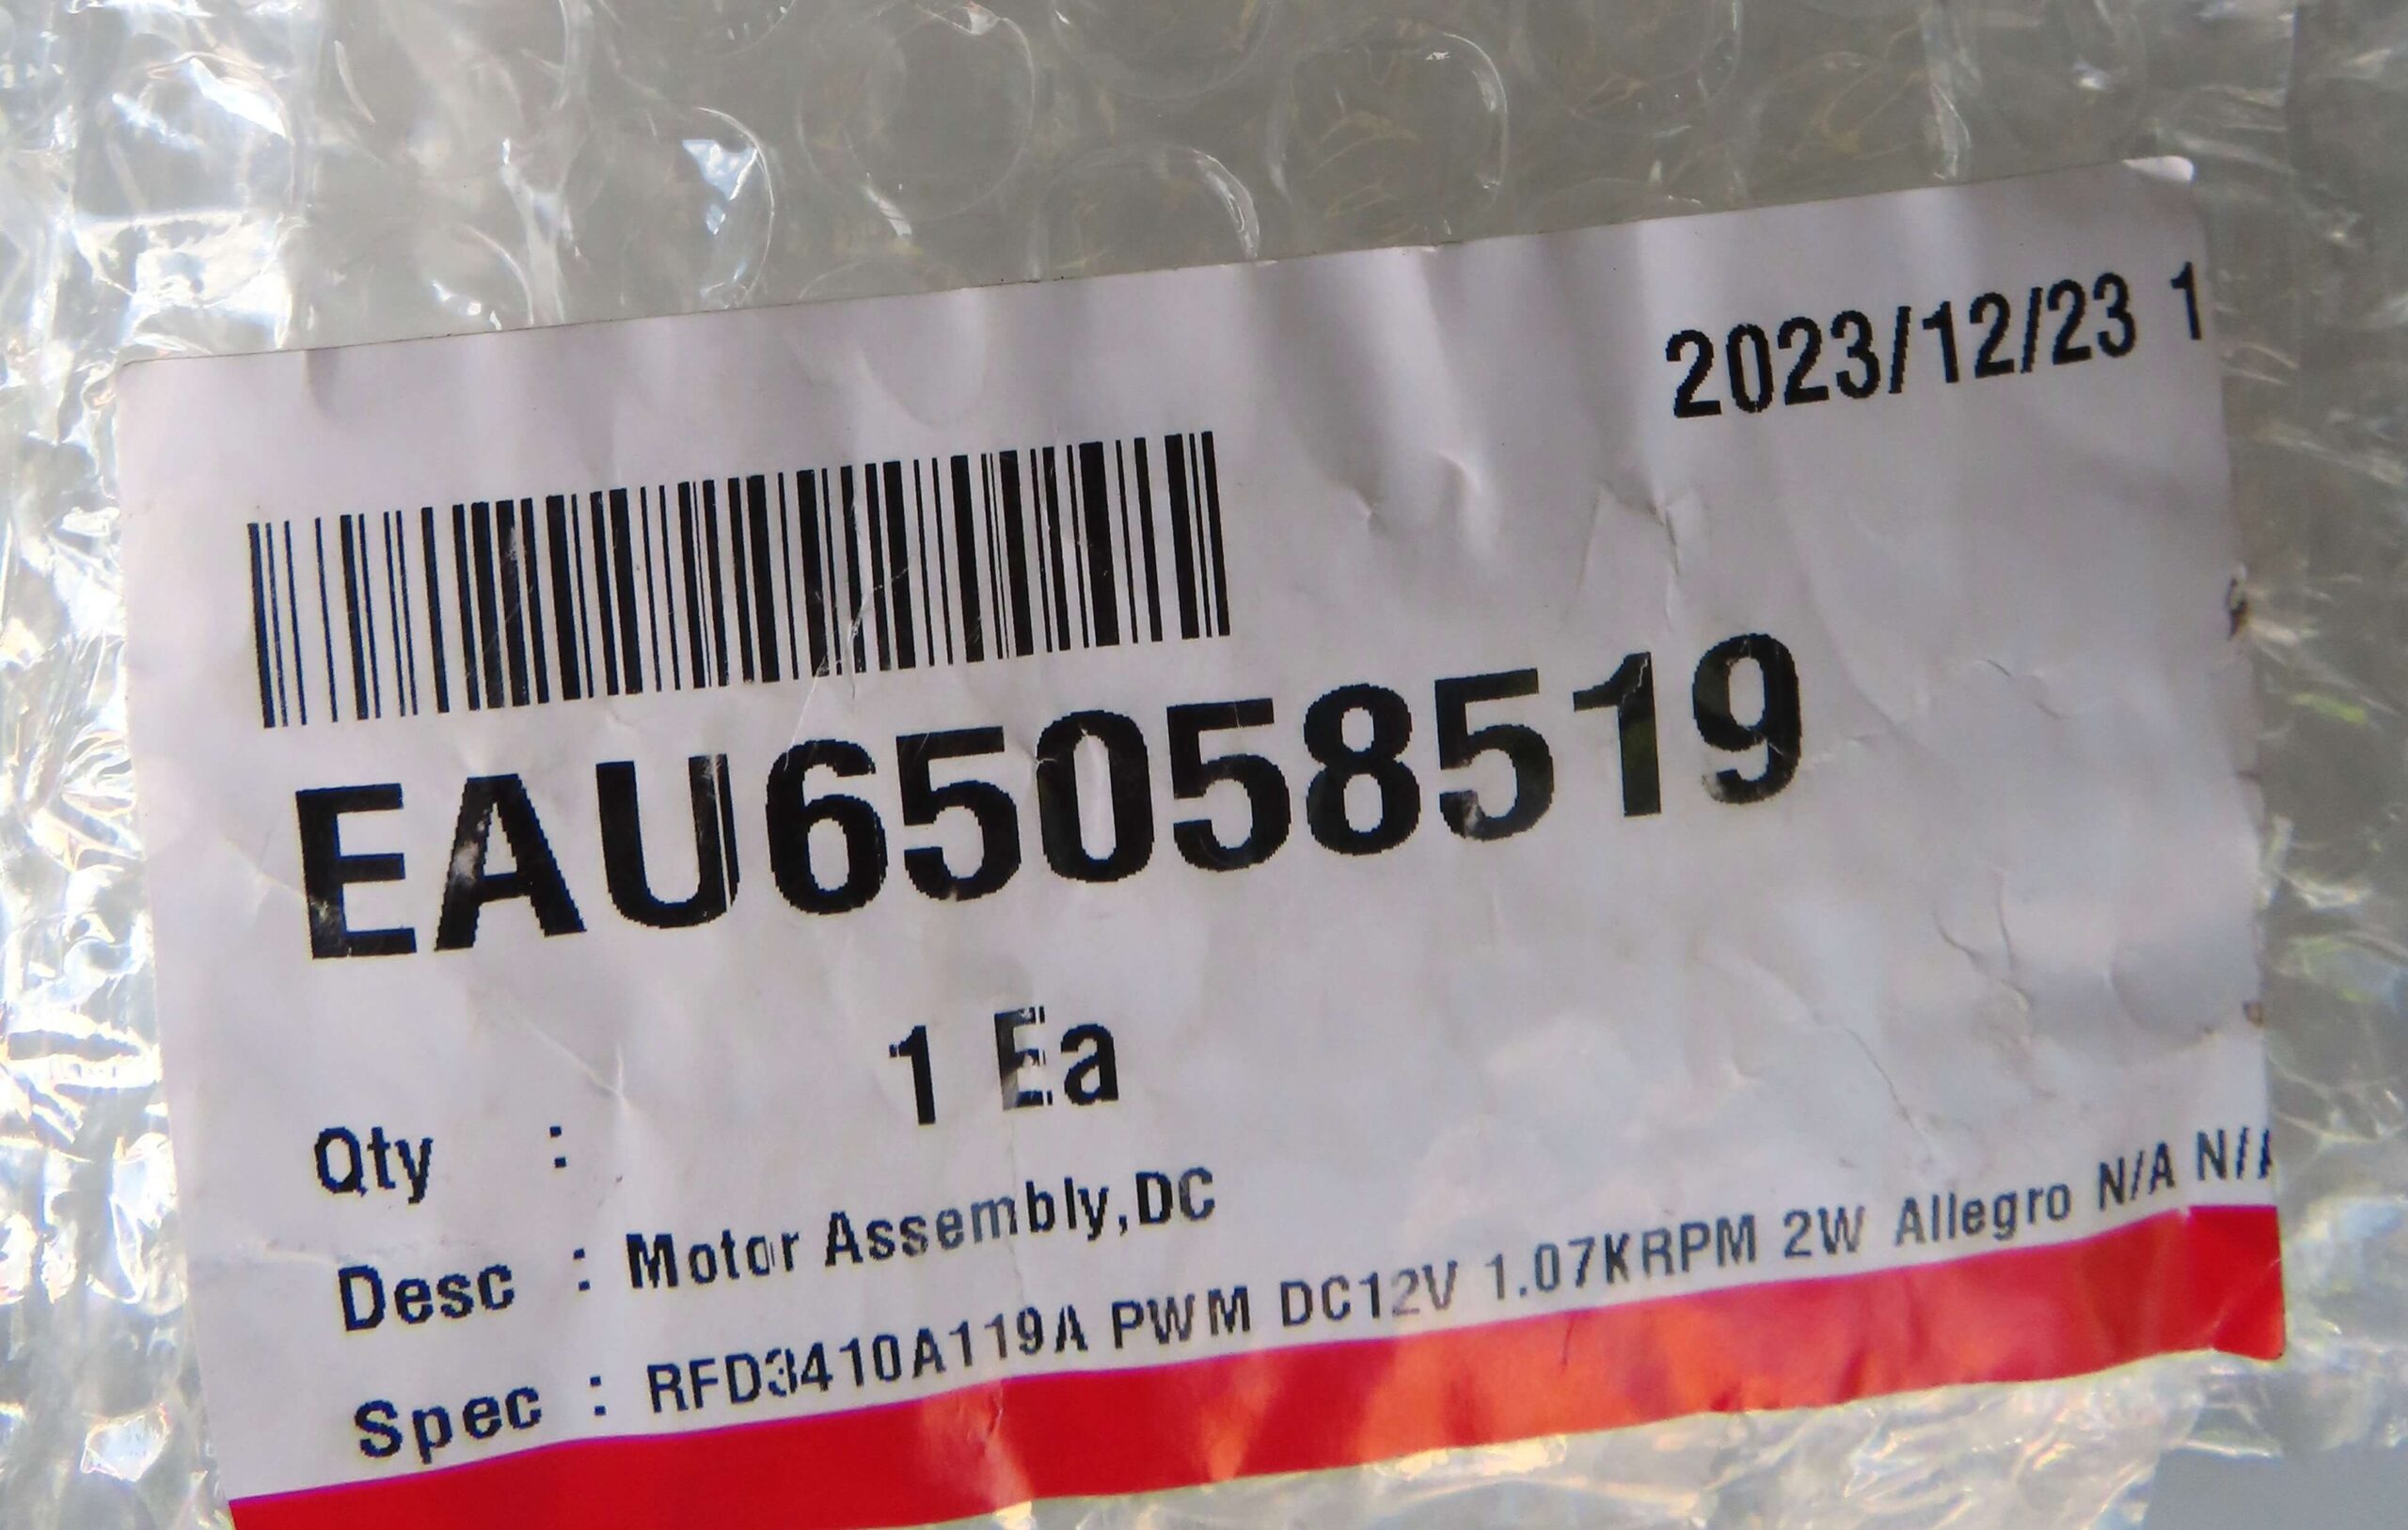 2023/12/23 1
EAU65058519
Qty : 1 Ea
Desc : Motor Assembly,DC
Spec : RFD3410A119A PWM DC12V 1.07KRPM 2W Allegro N/A N/